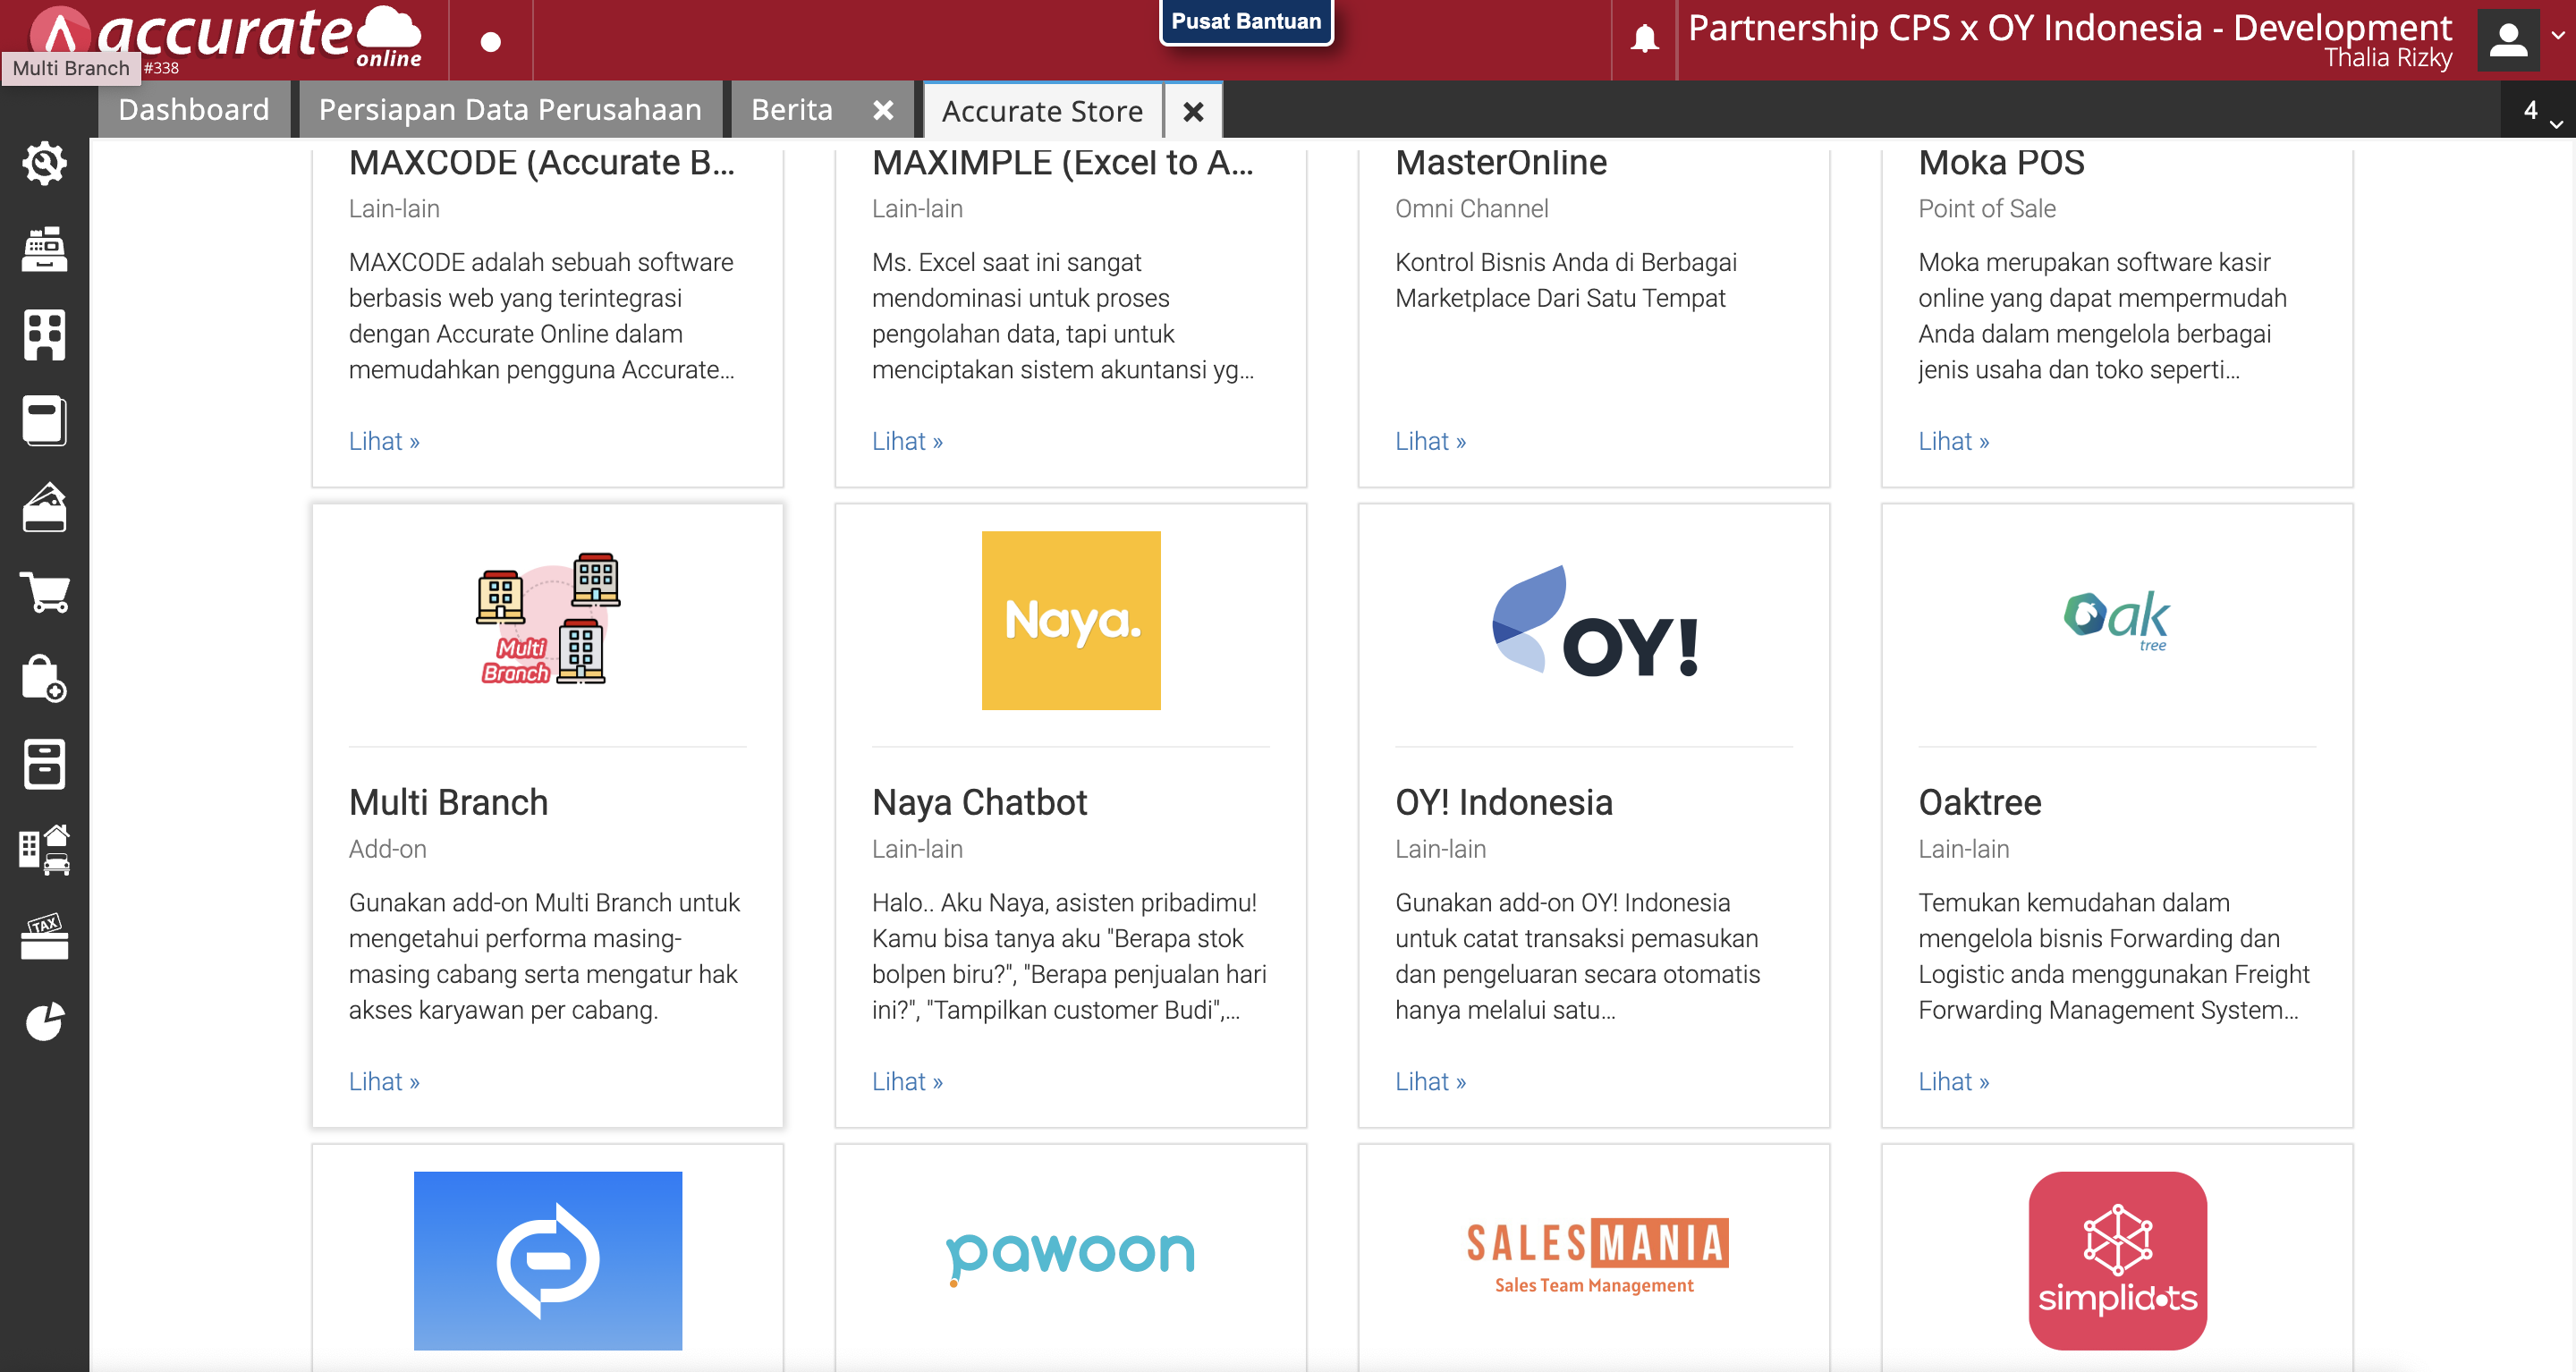 accurate
online
Multi Branch
#338
Pusat Bantuan
Partnership CPS x OY Indonesia - Development
Thalia Rizky
Dashboard
Persiapan Data Perusahaan
Berita
Accurate Store
4
MAXCODE (Accurate B...
Lain-lain
MAXCODE adalah sebuah software
berbasis web yang terintegrasi
dengan Accurate Online dalam
memudahkan pengguna Accurate...
Lihat »
MAXIMPLE (Excel to A...
Lain-lain
Ms. Excel saat ini sangat
mendominasi untuk proses
pengolahan data, tapi untuk
menciptakan sistem akuntansi yg...
Lihat »
MasterOnline
Omni Channel
Kontrol Bisnis Anda di Berbagai
Marketplace Dari Satu Tempat
Lihat »
Moka POS
Point of Sale
Moka merupakan software kasir
online yang dapat mempermudah
Anda dalam mengelola berbagai
jenis usaha dan toko seperti...
Lihat »
Multi
Branch
Multi Branch
Add-on
Gunakan add-on Multi Branch untuk
mengetahui performa masing-
masing cabang serta mengatur hak
akses karyawan per cabang.
Lihat »
Naya.
Naya Chatbot
Lain-lain
Halo.. Aku Naya, asisten pribadimu!
Kamu bisa tanya aku "Berapa stok
bolpen biru?", "Berapa penjualan hari
ini?", "Tampilkan customer Budi",...
Lihat »
OY!
OY! Indonesia
Lain-lain
Gunakan add-on OY! Indonesia
untuk catat transaksi pemasukan
dan pengeluaran secara otomatis
hanya melalui satu...
Lihat »
Oak
tree
Oaktree
Lain-lain
Temukan kemudahan dalam
mengelola bisnis Forwarding dan
Logistic anda menggunakan Freight
Forwarding Management System...
Lihat »
TAX
pawoon
SALESMANIA
Sales Team Management
simplidots